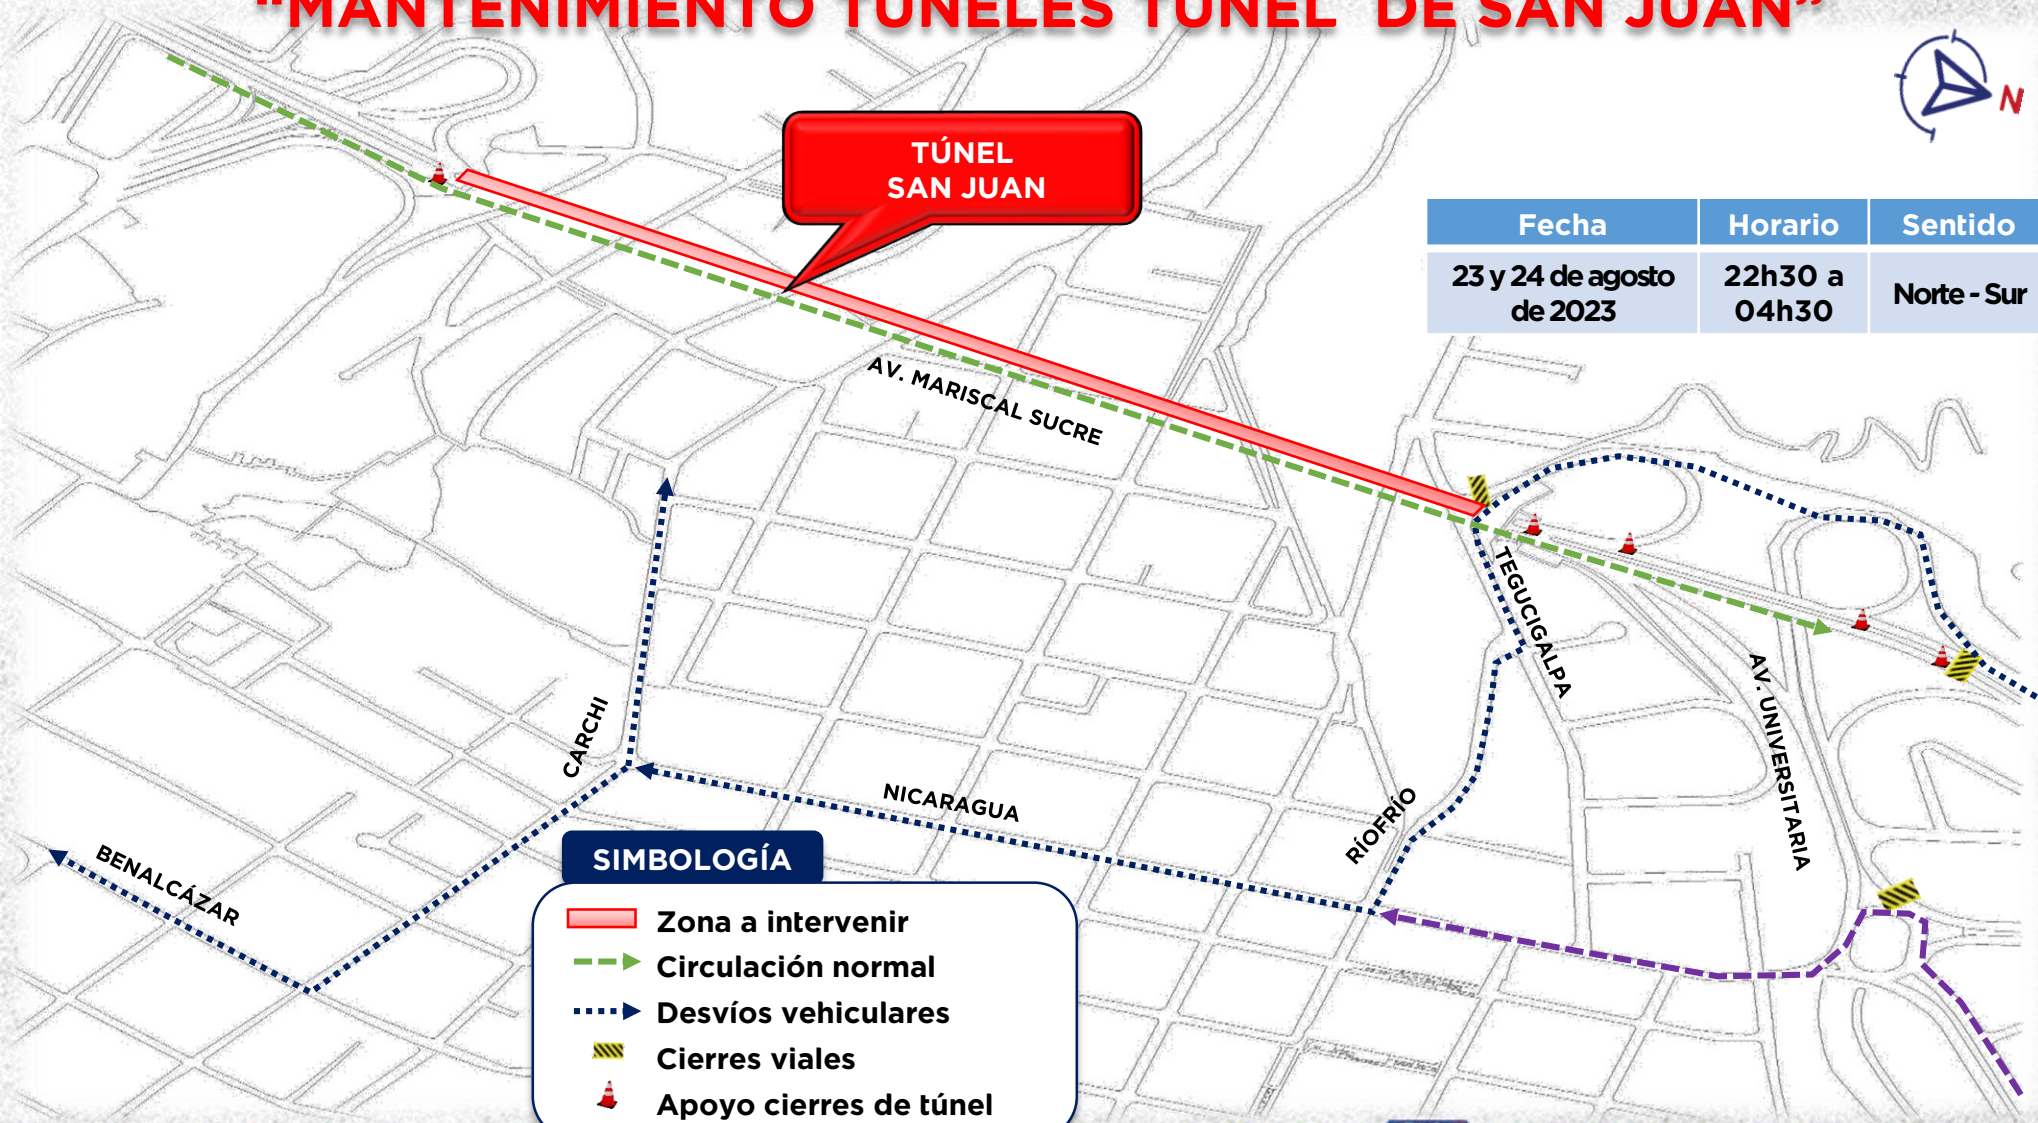 "MANTENIMIENTO TÚNELES TÚNEL DE SAN JUAN"
N
TÚNEL
SAN JUAN
Fecha
Horario
Sentido
23 y 24 de agosto
de 2023
22h30 a
04h30
Norte - Sur
AV. MARISCAL SUCRE
TEGUCIGALPA
AV. UNIVERSITARIA
CARCHI
NICARAGUA
RÍOFRÍO
BENALCÁZAR
SIMBOLOGÍA
Zona a intervenir
Circulación normal
Desvíos vehiculares
Cierres viales
Apoyo cierres de túnel